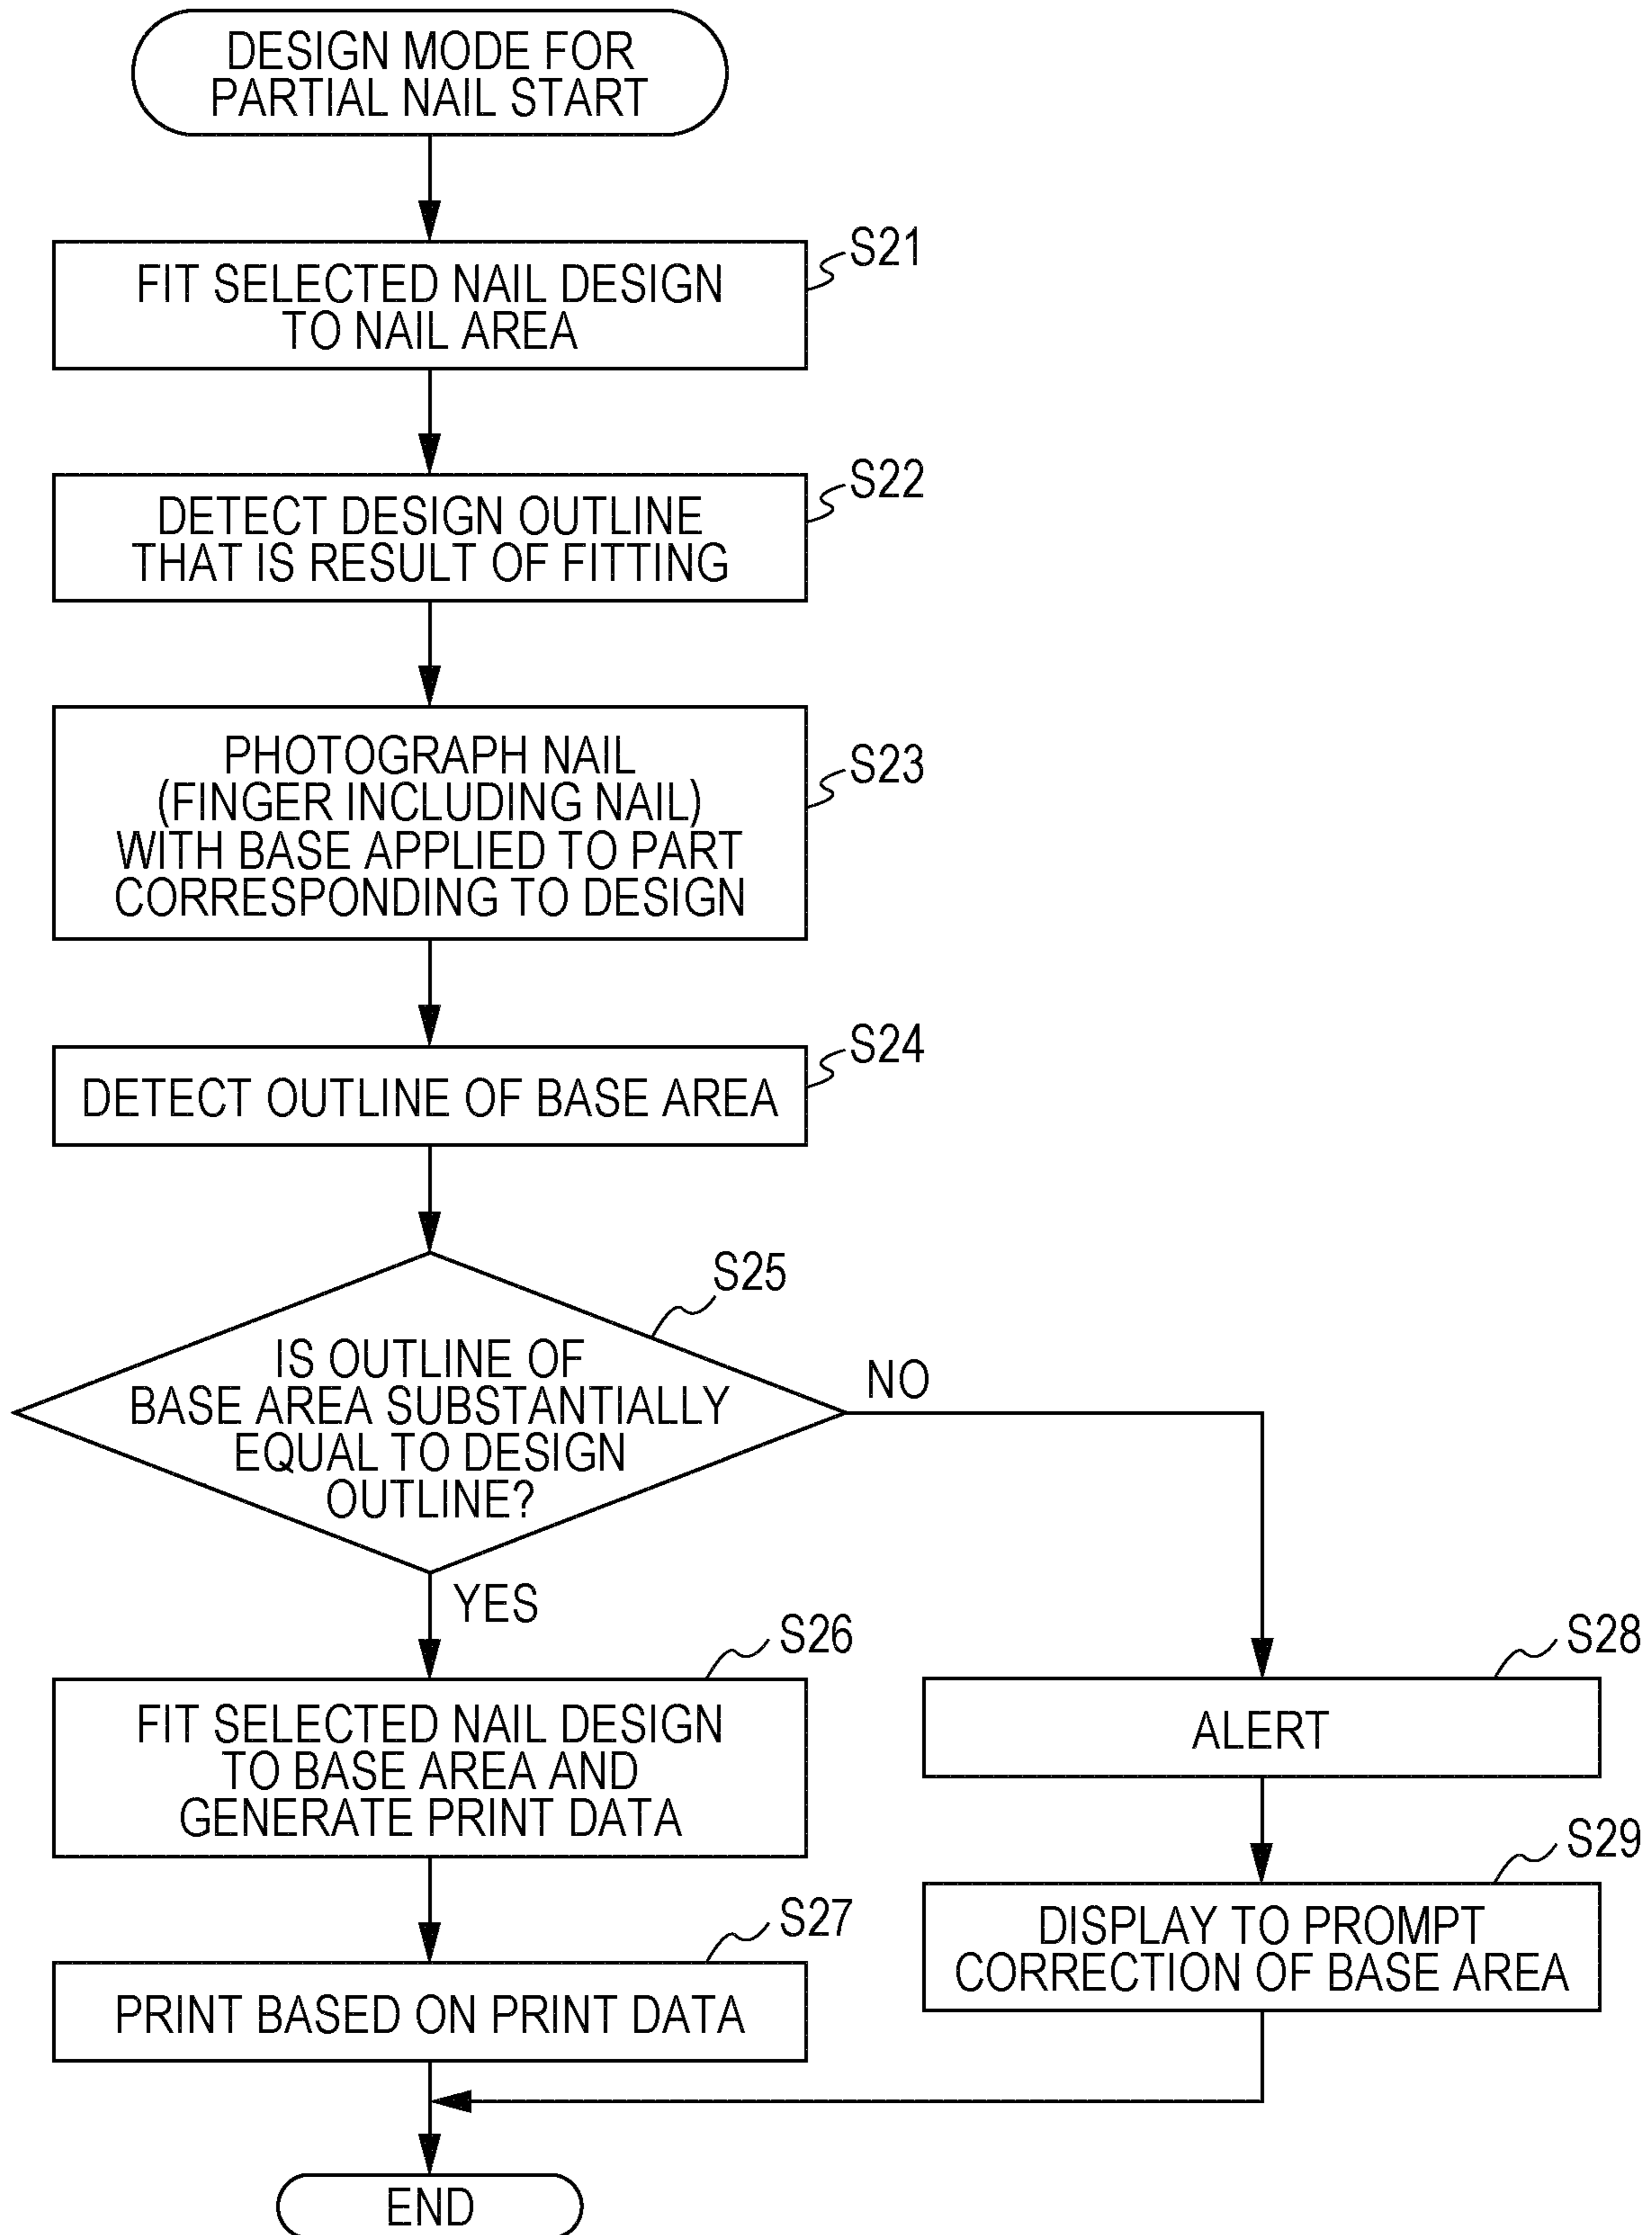 DESIGN MODE FOR
PARTIAL NAIL START
S21
FIT SELECTED NAIL DESIGN
TO NAIL AREA
S22
DETECT DESIGN OUTLINE
THAT IS RESULT OF FITTING
S23
PHOTOGRAPH NAIL
(FINGER INCLUDING NAIL)
WITH BASE APPLIED TO PART
CORRESPONDING TO DESIGN
S24
DETECT OUTLINE OF BASE AREA
S25
IS OUTLINE OF
BASE AREA SUBSTANTIALLY
EQUAL TO DESIGN
OUTLINE?
NO
YES
S26
FIT SELECTED NAIL DESIGN
TO BASE AREA AND
GENERATE PRINT DATA
S27
PRINT BASED ON PRINT DATA
S28
ALERT
S29
DISPLAY TO PROMPT
CORRECTION OF BASE AREA
END